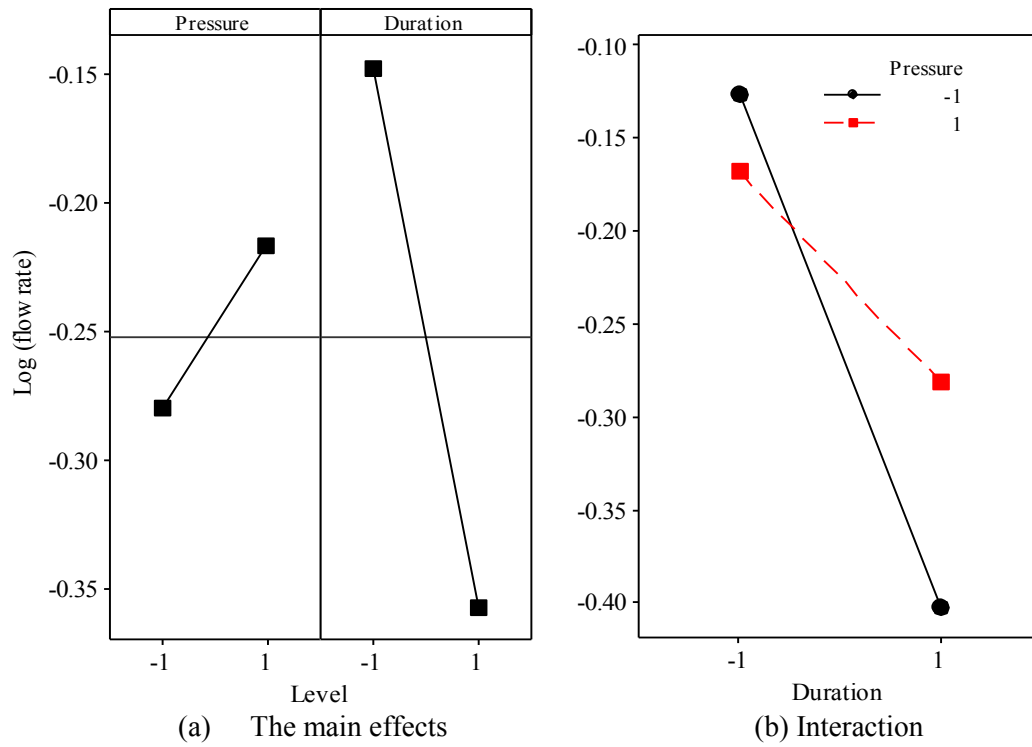 Pressure Duration
-0.15
-0.20
-0.25
-0.30
-0.35
Log (flow rate)
-1 1 -1 1
Level
(a) The main effects
-0.10
-0.15
-0.20
-0.25
-0.30
-0.35
-0.40
Pressure
-1
1
-1 1
Duration
(b) Interaction